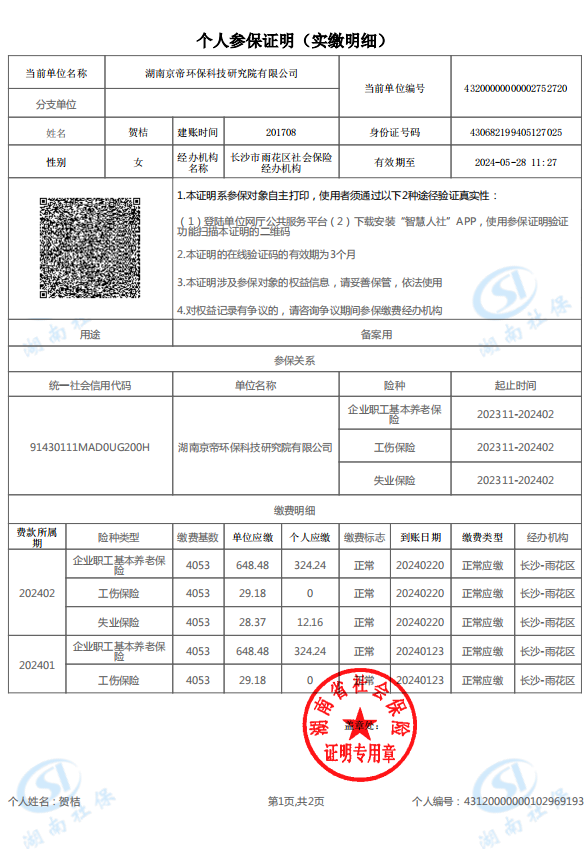 个人参保证明（实缴明细）
当前单位名称 湖南京帝环保科技研究院有限公司 当前单位编号 43200000000002752720
分支单位
姓名 贺桔 建账时间 201708 身份证号码 430682199405127025
性别 女 经办机构名称 长沙市雨花区社会保险经办机构 有效期至 2024-05-28 11:27
1.本证明系参保对象自主打印，使用者须通过以下2种途径验证真实性：
（1）登陆单位网厅公共服务平台（2）下载安装“智慧人社”APP，使用参保证明验证
功能扫描本证明的二维码
2.本证明的在线验证码的有效期为3个月
3.本证明涉及参保对象的权益信息，请妥善保管，依法使用
4.对权益记录有争议的，请咨询争议期间参保缴费经办机构
用途 备案用
参保关系
统一社会信用代码 单位名称 险种 起止时间
91430111MAD0UG200H 湖南京帝环保科技研究院有限公司 企业职工基本养老保险 202311-202402
工伤保险 202311-202402
失业保险 202311-202402
缴费明细
费款所属期 险种类型 缴费基数 单位应缴 个人应缴 缴费标志 到账日期 缴费类型 经办机构
202402 企业职工基本养老保险 4053 648.48 324.24 正常 20240220 正常应缴 长沙-雨花区
工伤保险 4053 29.18 0 正常 20240220 正常应缴 长沙-雨花区
失业保险 4053 28.37 12.16 正常 20240220 正常应缴 长沙-雨花区
202401 企业职工基本养老保险 4053 648.48 324.24 正常 20240123 正常应缴 长沙-雨花区
工伤保险 4053 29.18 0 正常 20240123 正常应缴 长沙-雨花区
湖南省社会保险
盖章处：
证明专用章
个人姓名：贺桔 第1页,共2页 个人编号：43120000000102969193
湖南社保
湖南社保
湖南社保
湖南社保